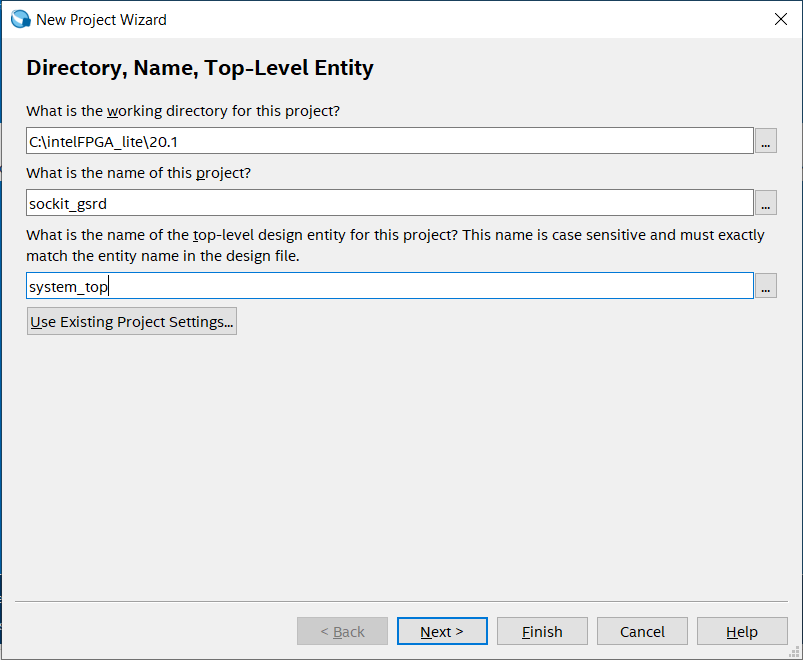 New Project Wizard
Directory, Name, Top-Level Entity
What is the working directory for this project?
C:\intelFPGA_lite\20.1
...
What is the name of this project?
sockit_gsrd
...
What is the name of the top-level design entity for this project? This name is case sensitive and must exactly
match the entity name in the design file.
system_top
...
Use Existing Project Settings...
< Back
Next >
Finish
Cancel
Help